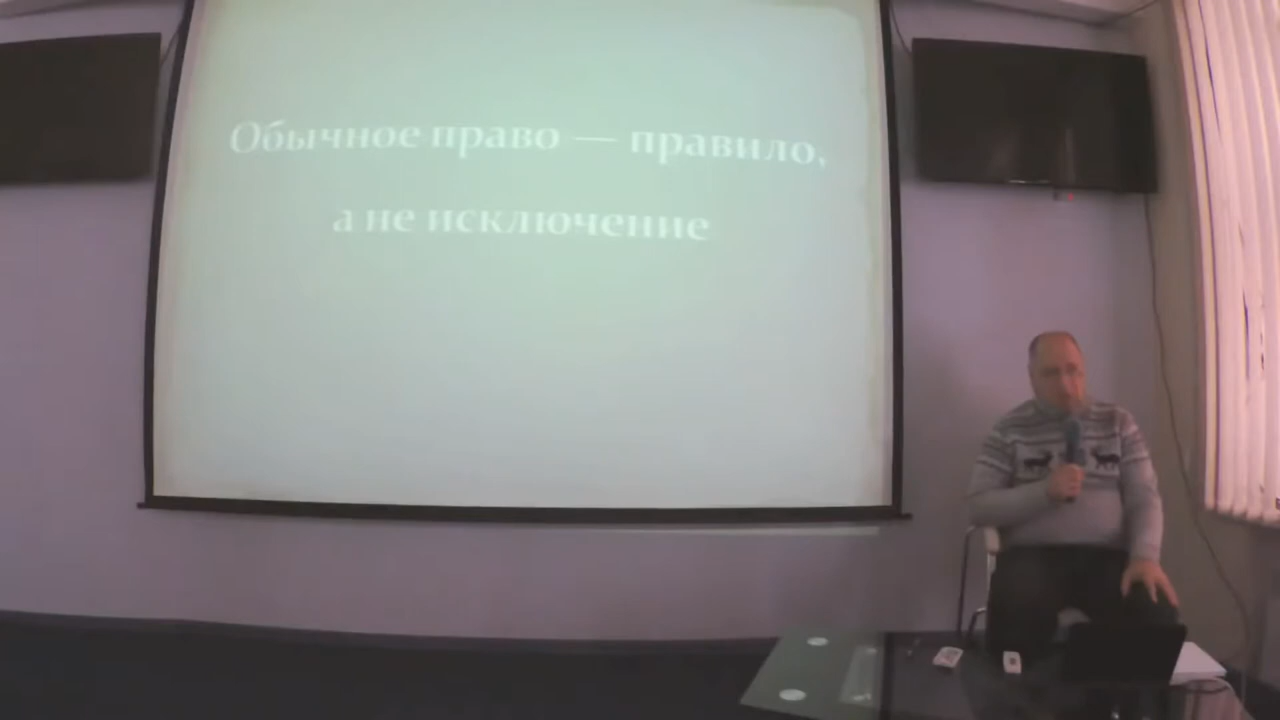 Обычное право — правило,
а не исключение